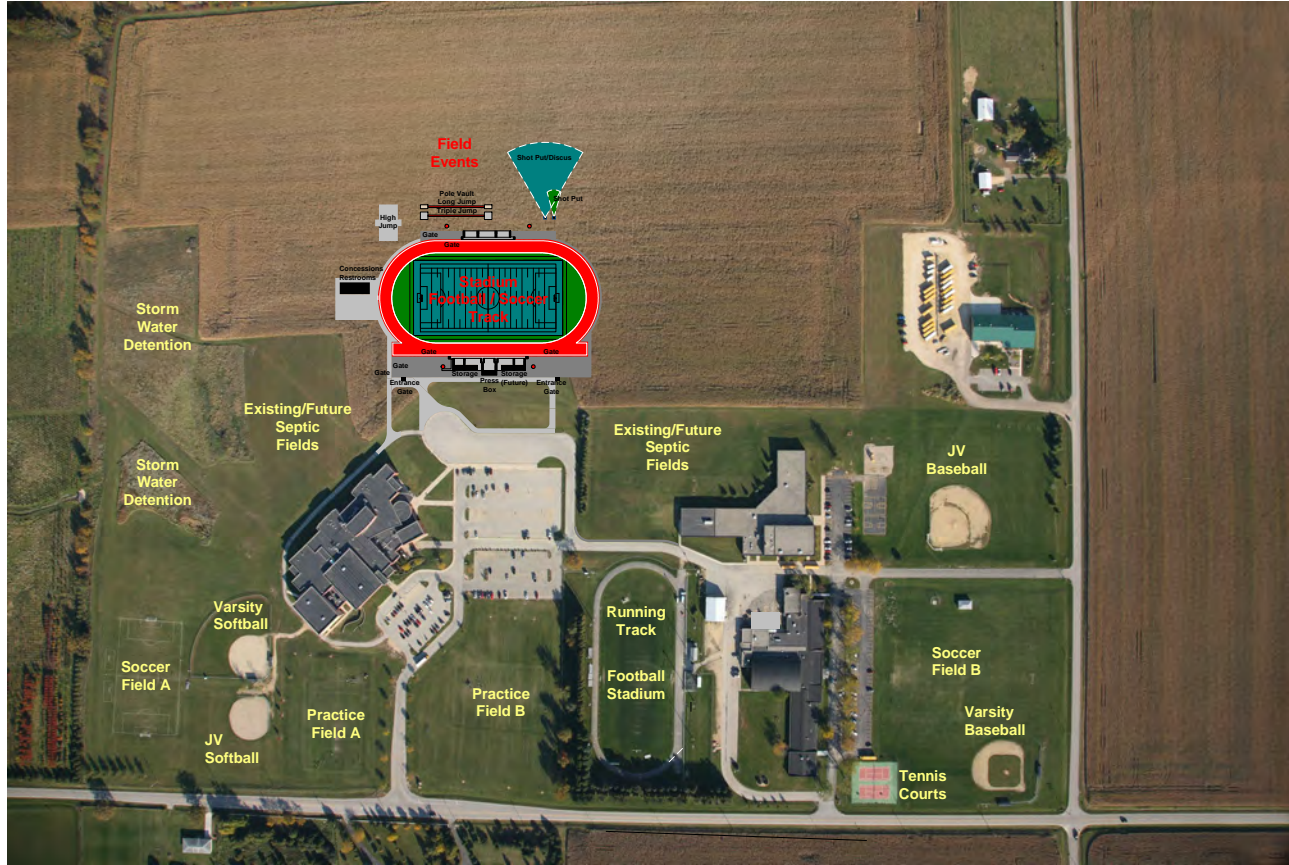 Field
Events
Shot Put/Discus
Shot Put
Pole Vault
Long Jump
Triple Jump
High
Jump
Gate
Gate
Concessions
Restrooms
Stadium
Football / Soccer
Track
Gate
Gate
Gate
Gate
Storage
Press
Box
Storage
(Future)
Entrance
Gate
Entrance
Gate
Storm
Water
Detention
Existing/Future
Septic
Fields
Existing/Future
Septic
Fields
Storm
Water
Detention
JV
Baseball
Varsity
Softball
Running
Track
Football
Stadium
Soccer
Field A
Soccer
Field B
Practice
Field A
Practice
Field B
Varsity
Baseball
JV
Softball
Tennis
Courts